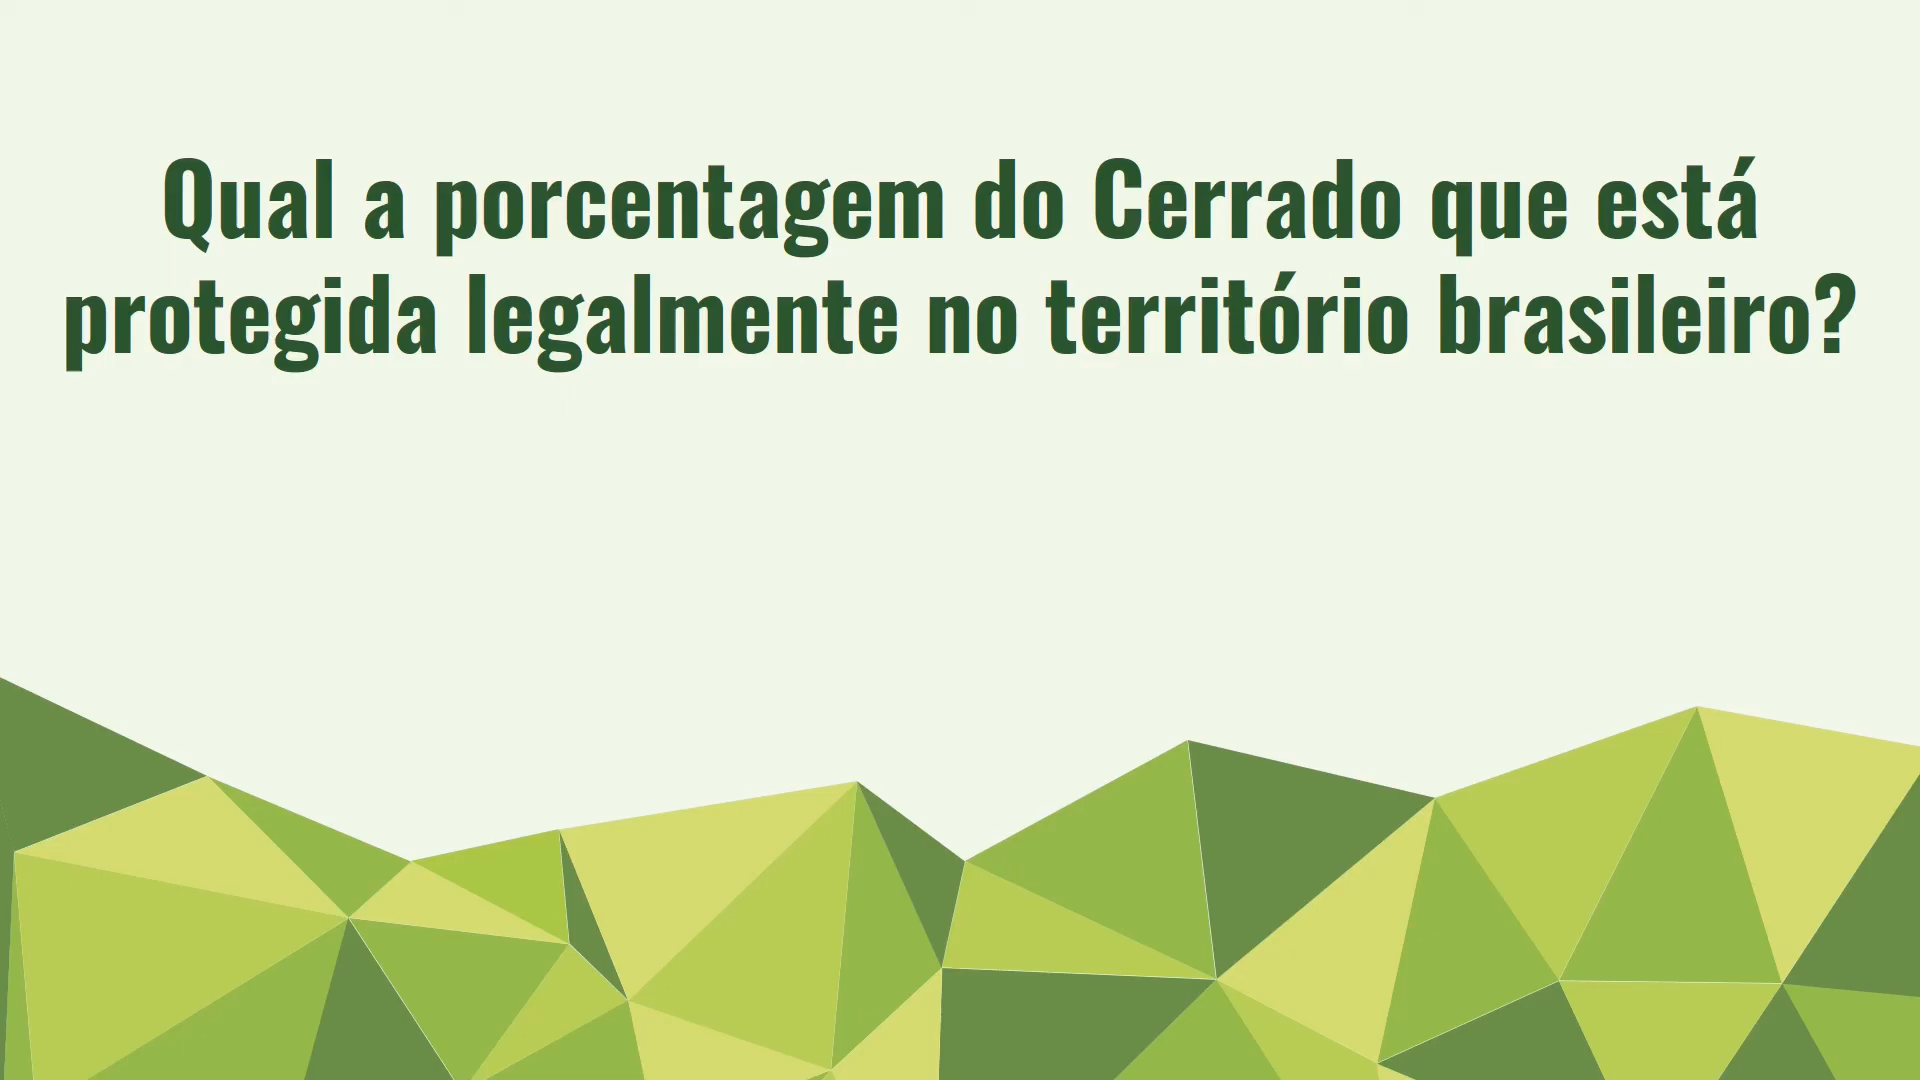 Qual a porcentagem do Cerrado que está
protegida legalmente no território brasileiro?